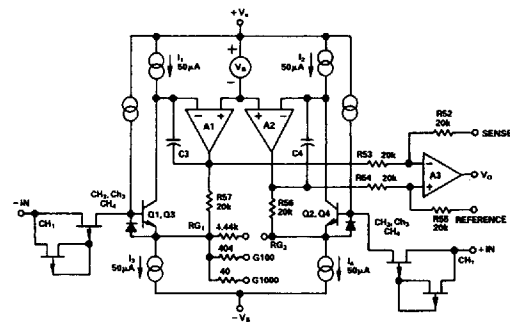 +Vs
I1
50μA
I2
50μA
+
VB
−
− +
+ −
A1
A2
C3
C4
R52
20k
SENSE
R53
20k
−
A3
VO
R54
20k
+
R55
20k
REFERENCE
R57
20k
R56
20k
−IN
CH1
CH2, CH3
CH4
Q1, Q3
RG1
4.44k
RG2
Q2, Q4
CH2, CH3
CH4
+IN
CH1
404
G100
40
G1000
I3
50μA
I4
50μA
−VS